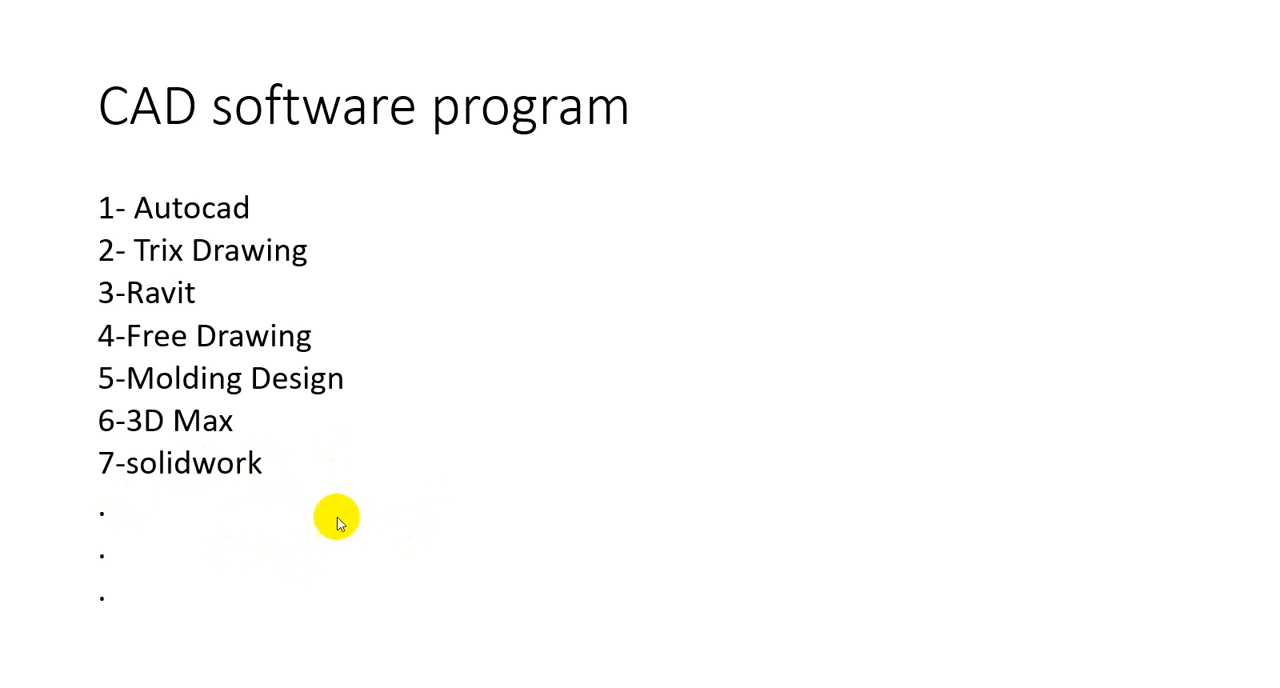 CAD software program
1- Autocad
2- Trix Drawing
3-Ravit
4-Free Drawing
5-Molding Design
6-3D Max
7-solidwork
.
.
.